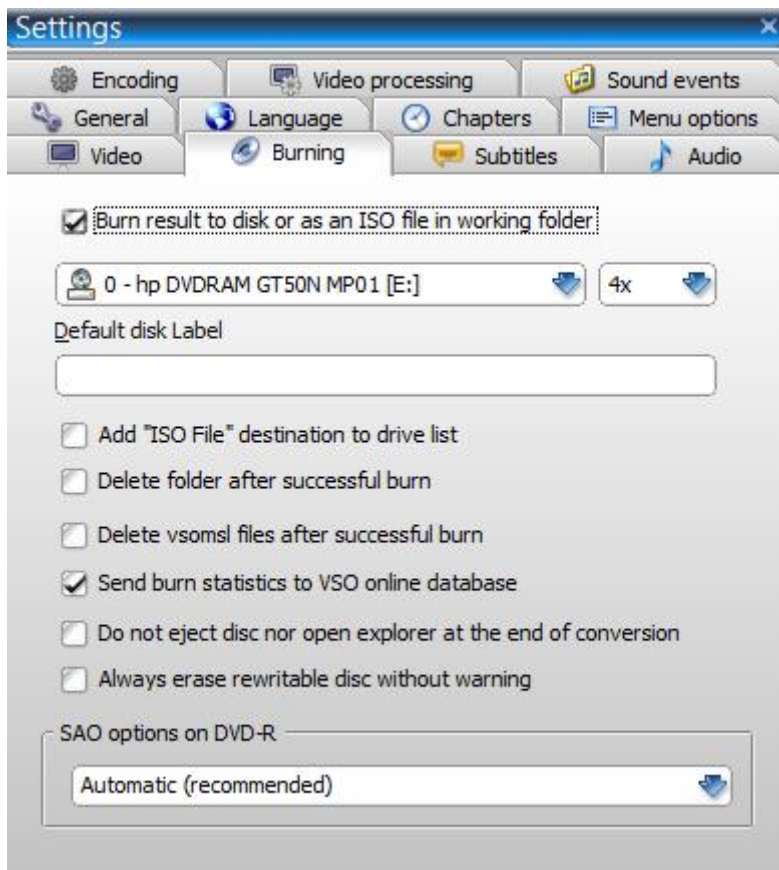 Settings
Encoding Video processing Sound events
General Language Chapters Menu options
Video Burning Subtitles Audio
Burn result to disk or as an ISO file in working folder
0 - hp DVDRAM GT50N MP01 [E:] 4x
Default disk Label
Add "ISO File" destination to drive list
Delete folder after successful burn
Delete vsomsl files after successful burn
Send burn statistics to VSO online database
Do not eject disc nor open explorer at the end of conversion
Always erase rewritable disc without warning
SAO options on DVD-R
Automatic (recommended)